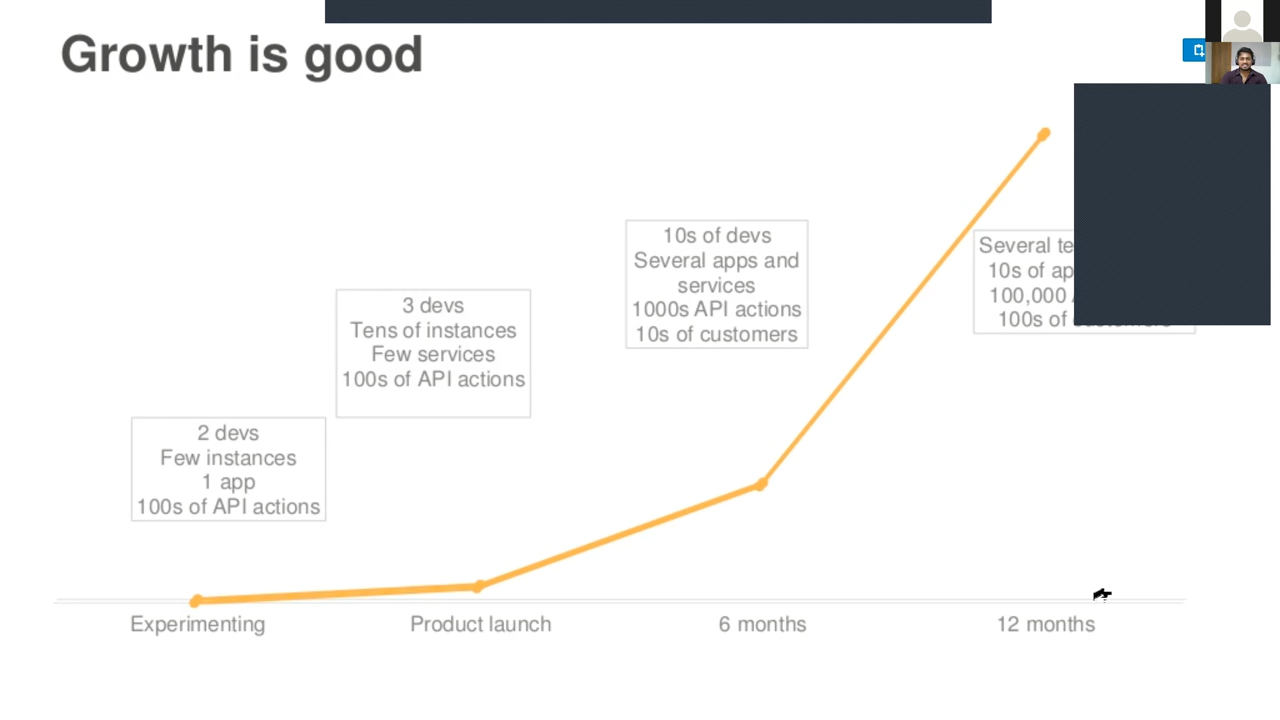 Growth is good
10s of devs
Several apps and
services
1000s API actions
10s of customers
Several
10s of
100,000
100s of
3 devs
Tens of instances
Few services
100s of API actions
2 devs
Few instances
1 app
100s of API actions
Experimenting
Product launch
6 months
12 months